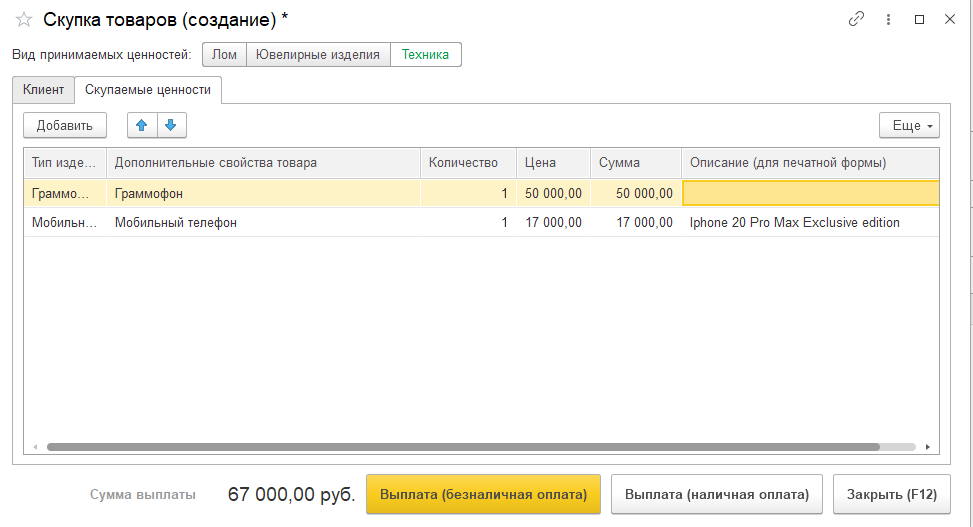 Скупка товаров (создание) *
Вид принимаемых ценностей: Лом Ювелирные изделия Техника
Клиент Скупаемые ценности
Добавить Еще
Тип изде... Дополнительные свойства товара Количество Цена Сумма Описание (для печатной формы)
Граммо... Граммофон 1 50 000,00 50 000,00
Мобильн... Мобильный телефон 1 17 000,00 17 000,00 Iphone 20 Pro Max Exclusive edition
Сумма выплаты 67 000,00 руб. Выплата (безналичная оплата) Выплата (наличная оплата) Закрыть (F12)